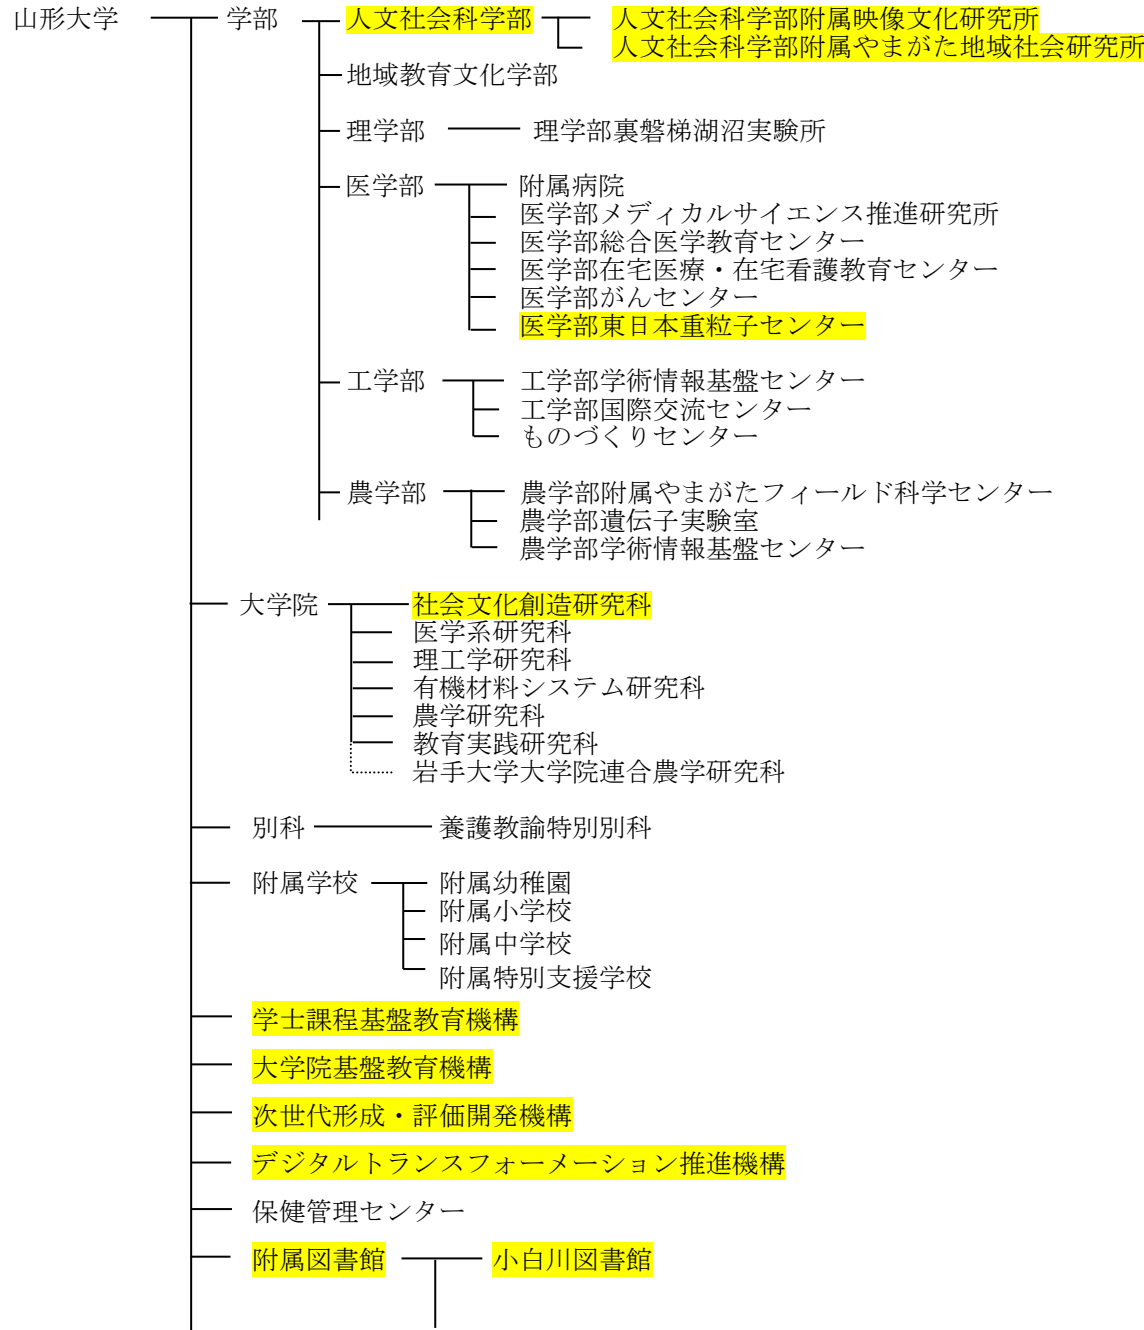 山形大学 学部 人文社会科学部 人文社会科学部附属映像文化研究所
人文社会科学部附属やまがた地域社会研究所
地域教育文化学部
理学部 理学部裏磐梯湖沼実験所
医学部 附属病院
医学部メディカルサイエンス推進研究所
医学部総合医学教育センター
医学部在宅医療・在宅看護教育センター
医学部がんセンター
医学部東日本重粒子センター
工学部 工学部学術情報基盤センター
工学部国際交流センター
ものづくりセンター
農学部 農学部附属やまがたフィールド科学センター
農学部遺伝子実験室
農学部学術情報基盤センター
大学院 社会文化創造研究科
医学系研究科
理工学研究科
有機材料システム研究科
農学研究科
教育実践研究科
岩手大学大学院連合農学研究科
別科 養護教諭特別別科
附属学校 附属幼稚園
附属小学校
附属中学校
附属特別支援学校
学士課程基盤教育機構
大学院基盤教育機構
次世代形成・評価開発機構
デジタルトランスフォーメーション推進機構
保健管理センター
附属図書館 小白川図書館